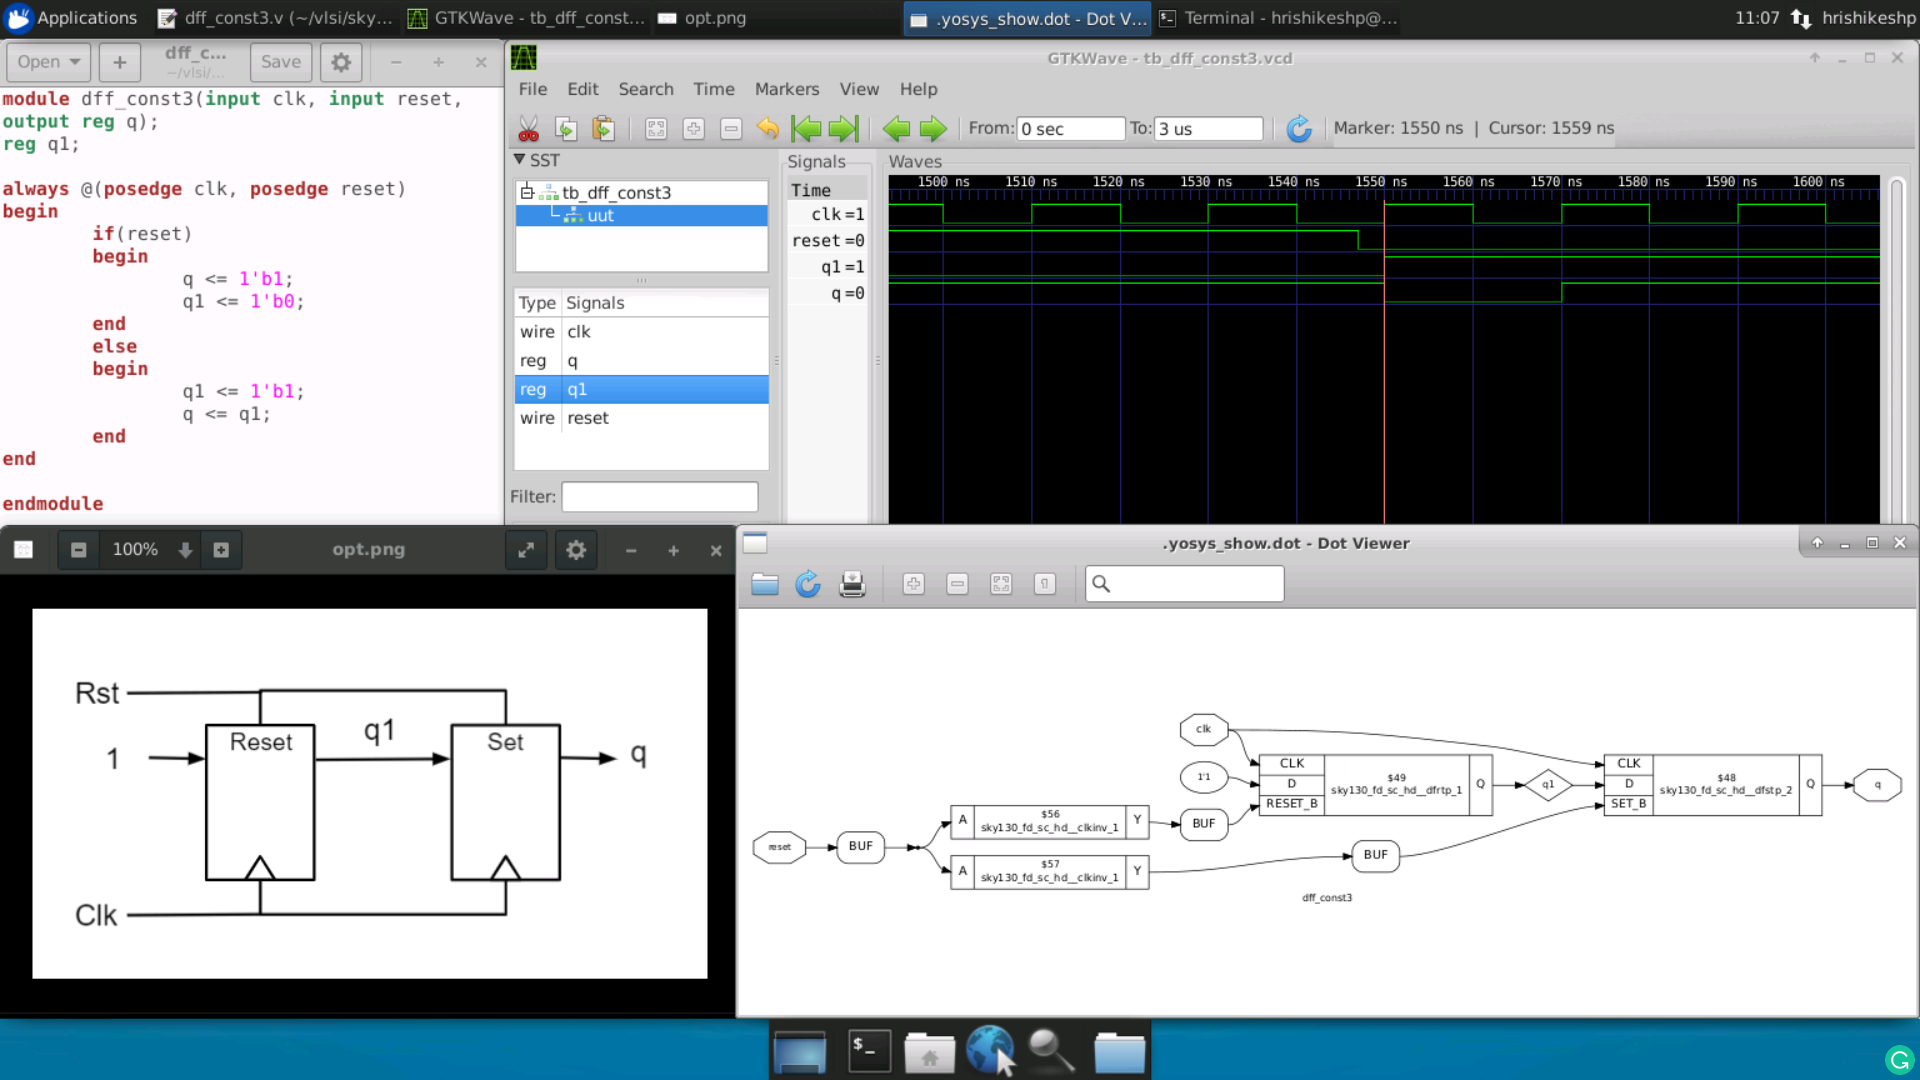 Applications
dff_const3.v (~/vlsi/sky...
GTKWave - tb_dff_const...
opt.png
.yosys_show.dot - Dot V...
Terminal - hrishikeshp@...
11:07
hrishikeshp
Open
dff_c...
~/vlsi/...
Save
module dff_const3(input clk, input reset,
output reg q);
reg q1;
always @(posedge clk, posedge reset)
begin
if(reset)
begin
q <= 1'b1;
q1 <= 1'b0;
end
else
begin
q1 <= 1'b1;
q <= q1;
end
end
endmodule
GTKWave - tb_dff_const3.vcd
File Edit Search Time Markers View Help
From: 0 sec To: 3 us Marker: 1550 ns | Cursor: 1559 ns
SST
tb_dff_const3
uut
Type Signals
wire clk
reg q
reg q1
wire reset
Filter:
Signals
Time
clk =1
reset =0
q1 =1
q =0
Waves
1500 ns 1510 ns 1520 ns 1530 ns 1540 ns 1550 ns 1560 ns 1570 ns 1580 ns 1590 ns 1600 ns
100% opt.png
Rst
Reset
q1
Set
1
q
Clk
.yosys_show.dot - Dot Viewer
clk
1'1
reset
BUF
A $56 Y
sky130_fd_sc_hd__clkinv_1
A $57 Y
sky130_fd_sc_hd__clkinv_1
BUF
CLK
D
RESET_B
$49
sky130_fd_sc_hd__dfrtp_1
Q
q1
BUF
CLK
D
SET_B
$48
sky130_fd_sc_hd__dfstp_2
Q
q
dff_const3
$_
G